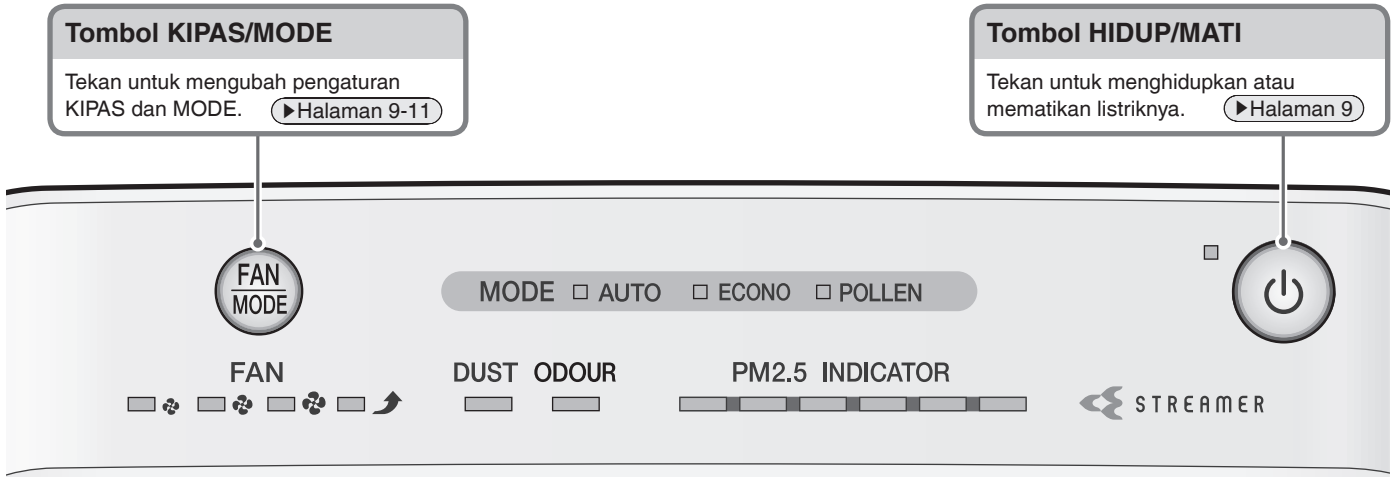 Tombol KIPAS/MODE
Tekan untuk mengubah pengaturan
KIPAS dan MODE. ▶Halaman 9-11
Tombol HIDUP/MATI
Tekan untuk menghidupkan atau
mematikan listriknya. ▶Halaman 9
FAN
MODE
MODE □ AUTO □ ECONO □ POLLEN
FAN DUST ODOUR PM2.5 INDICATOR
STREAMER